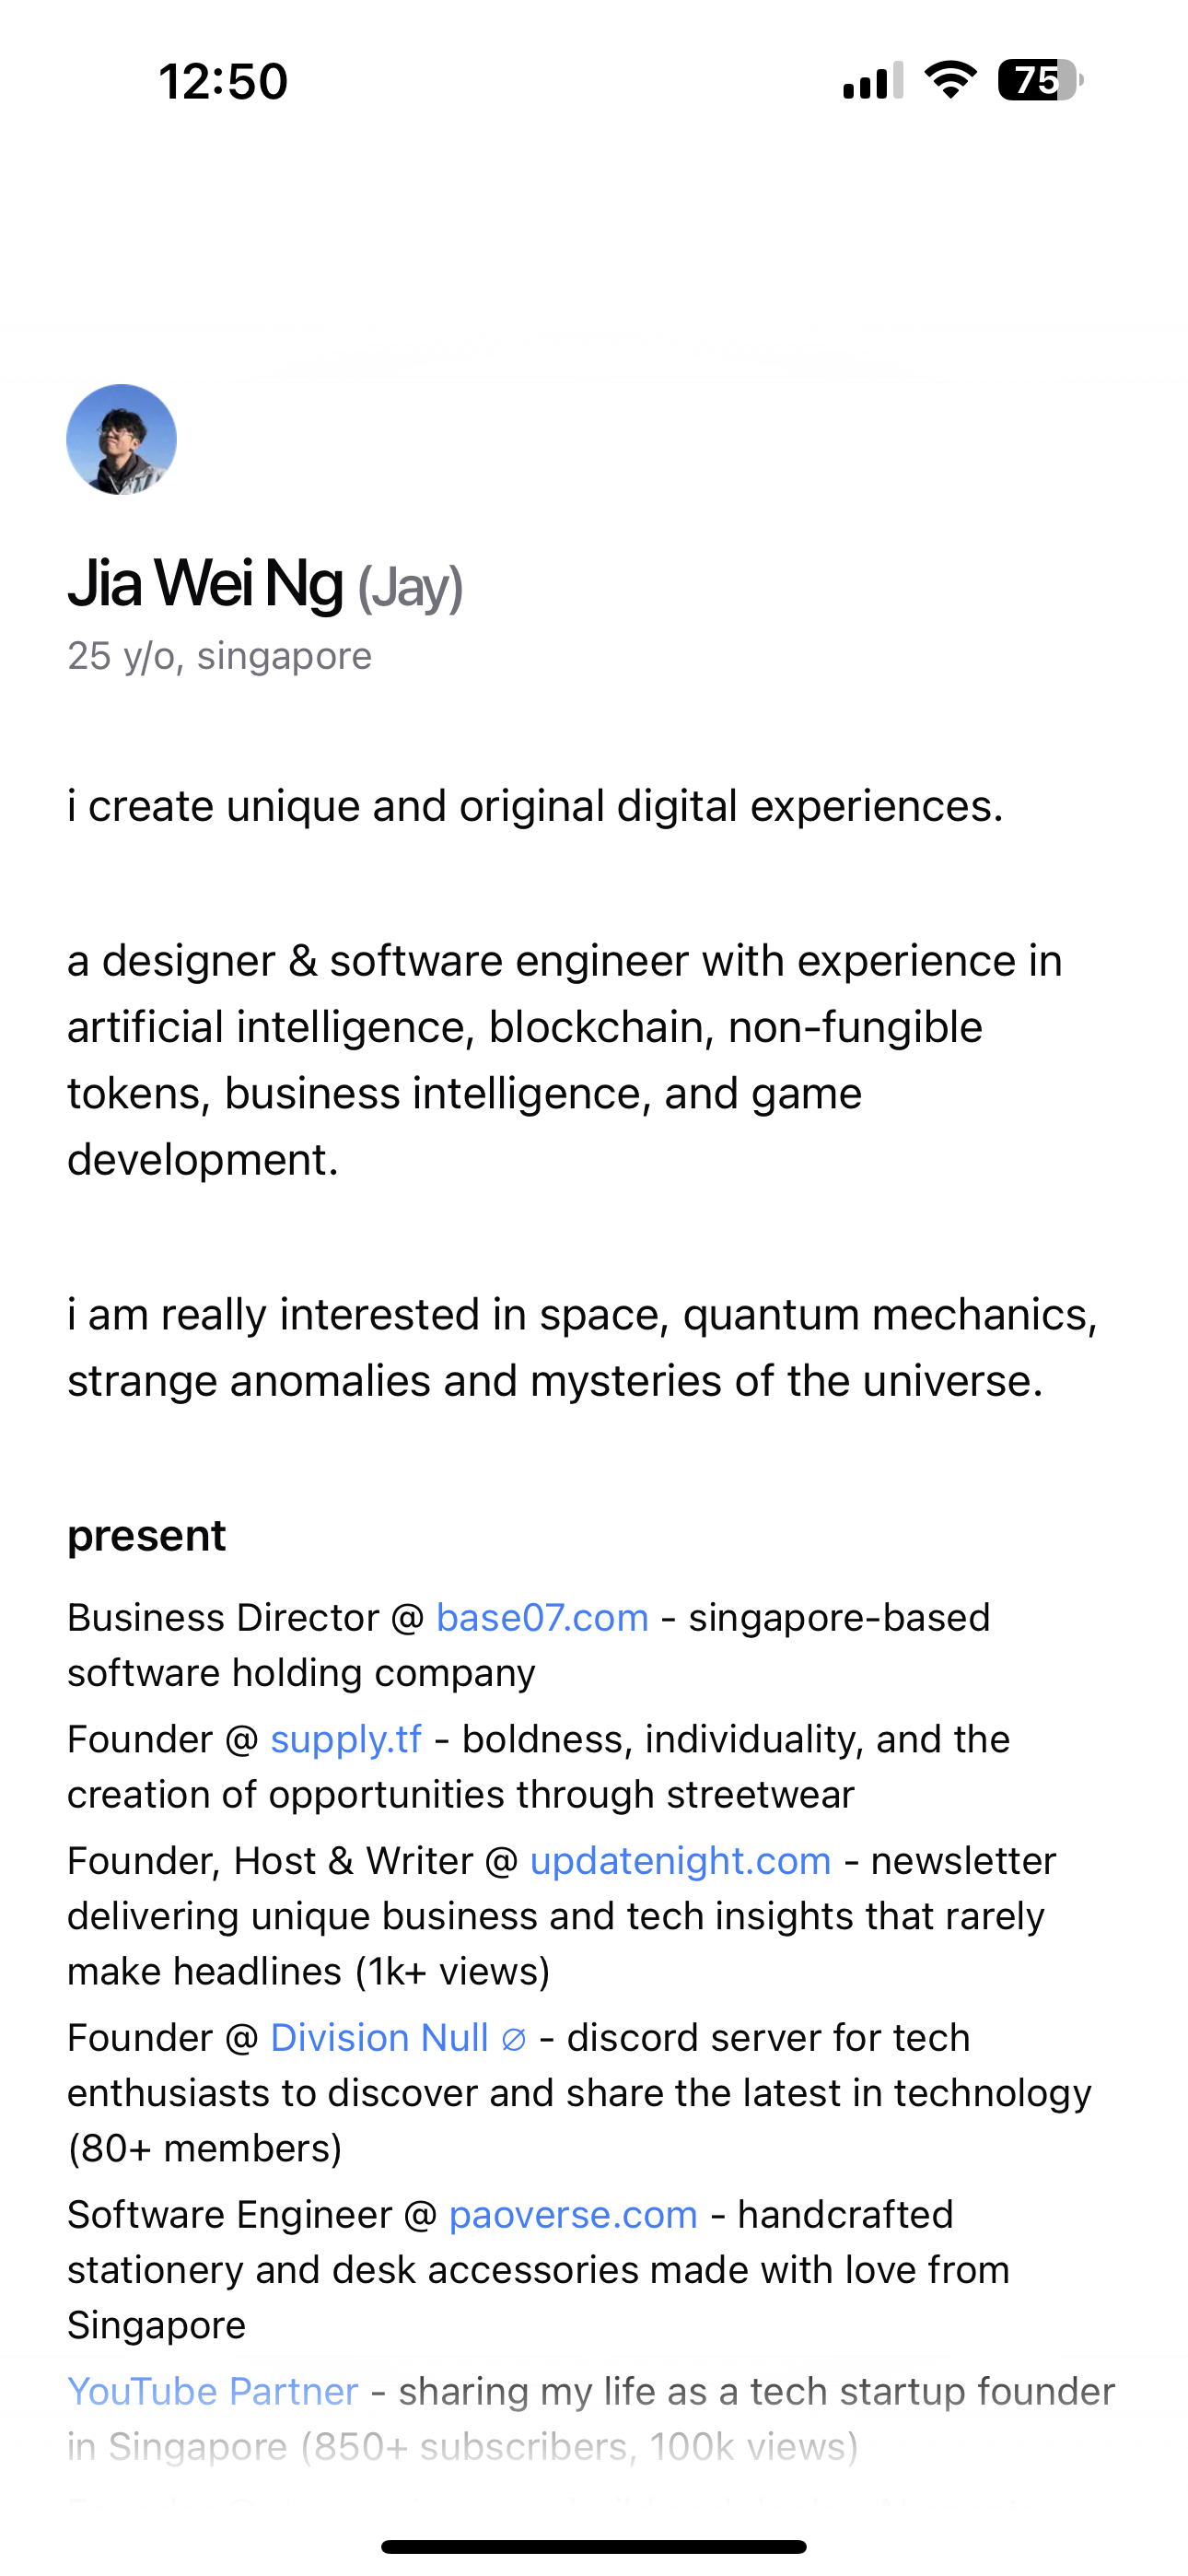 12:50
75
Jia Wei Ng (Jay)
25 y/o, singapore
i create unique and original digital experiences.
a designer & software engineer with experience in
artificial intelligence, blockchain, non-fungible
tokens, business intelligence, and game
development.
i am really interested in space, quantum mechanics,
strange anomalies and mysteries of the universe.
present
Business Director @ base07.com - singapore-based
software holding company
Founder @ supply.tf - boldness, individuality, and the
creation of opportunities through streetwear
Founder, Host & Writer @ updatenight.com - newsletter
delivering unique business and tech insights that rarely
make headlines (1k+ views)
Founder @ Division Null ∅ - discord server for tech
enthusiasts to discover and share the latest in technology
(80+ members)
Software Engineer @ paoverse.com - handcrafted
stationery and desk accessories made with love from
Singapore
YouTube Partner - sharing my life as a tech startup founder
in Singapore (850+ subscribers, 100k views)